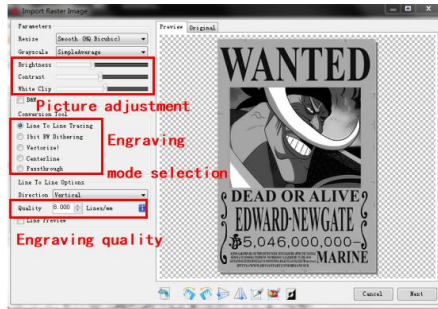 Import Raster Image
Parameters
Resize Smooth (HQ Bicubic)
Grayscale SimpleAverage
Brightness
Contrast
White Clip
B&W
Picture adjustment
Conversion Tool
Line To Line Tracing
1bit BW Dithering
Vectorize!
Centerline
Passthrough
Engraving
mode selection
Line To Line Options
Direction Vertical
Quality 8.000 Lines/mm
Line Preview
Engraving quality
Preview Original
WANTED
DEAD OR ALIVE
EDWARD·NEWGATE
5,046,000,000-
MARINE
Cancel Next